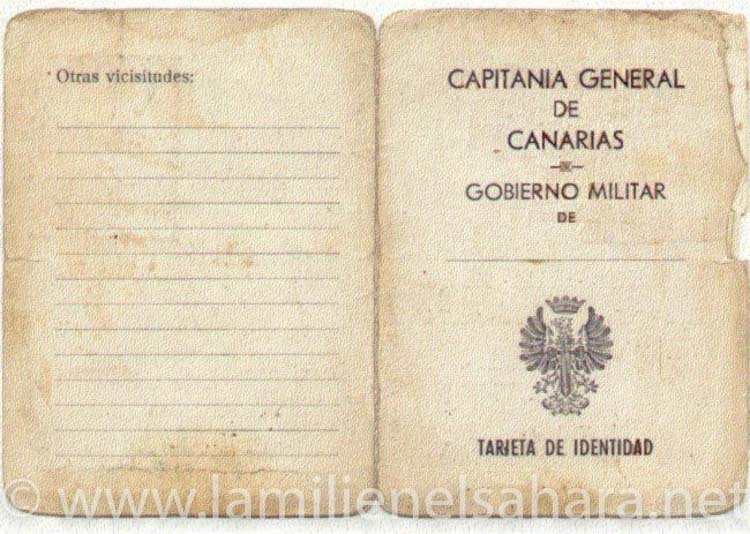 Otras vicisitudes:
CAPITANIA GENERAL
DE
CANARIAS
GOBIERNO MILITAR
DE
TARJETA DE IDENTIDAD
© www.lamilienelsahara.net